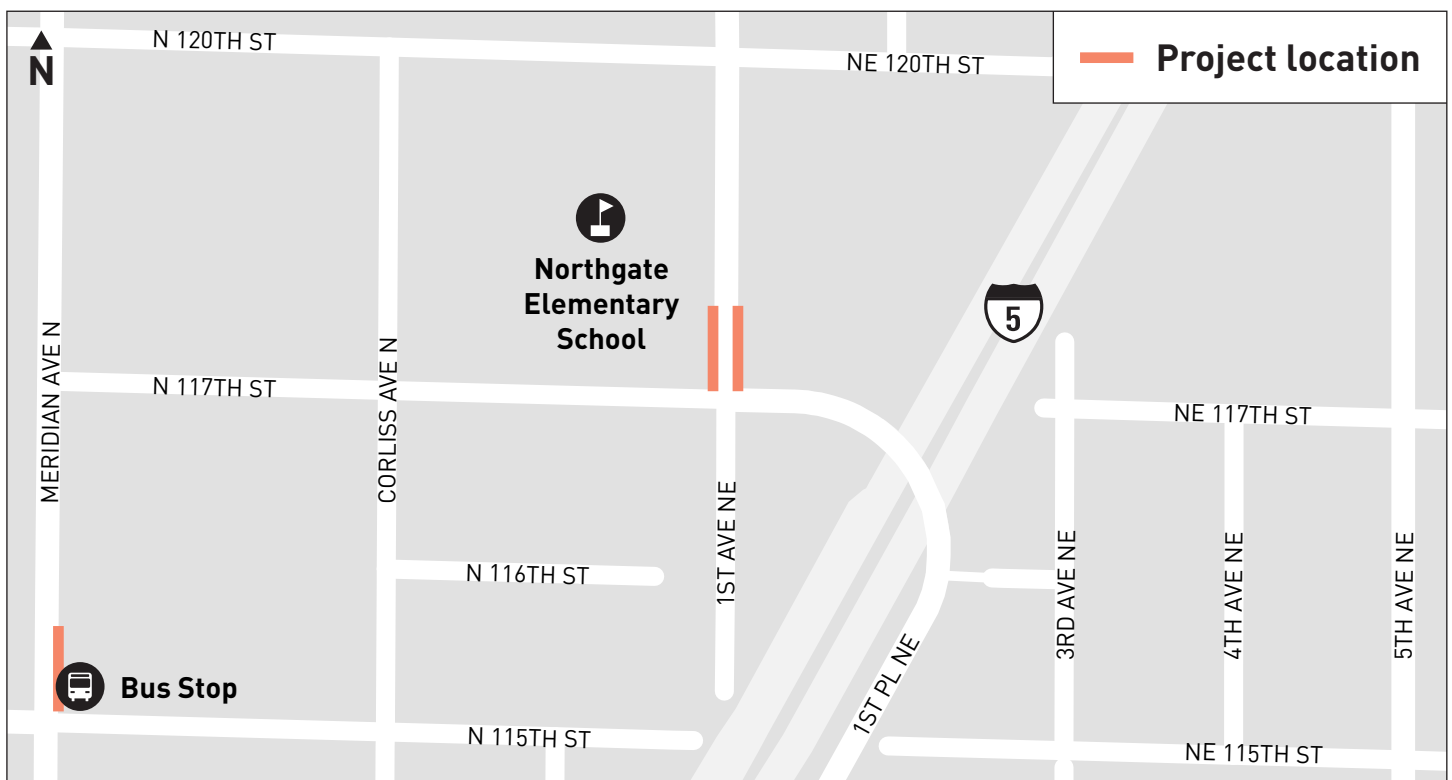 N 120TH ST
NE 120TH ST
Project location
N
Northgate
Elementary
School
5
MERIDIAN AVE N
N 117TH ST
CORLISS AVE N
NE 117TH ST
N 116TH ST
1ST AVE NE
3RD AVE NE
4TH AVE NE
5TH AVE NE
1ST PL NE
Bus Stop
N 115TH ST
NE 115TH ST